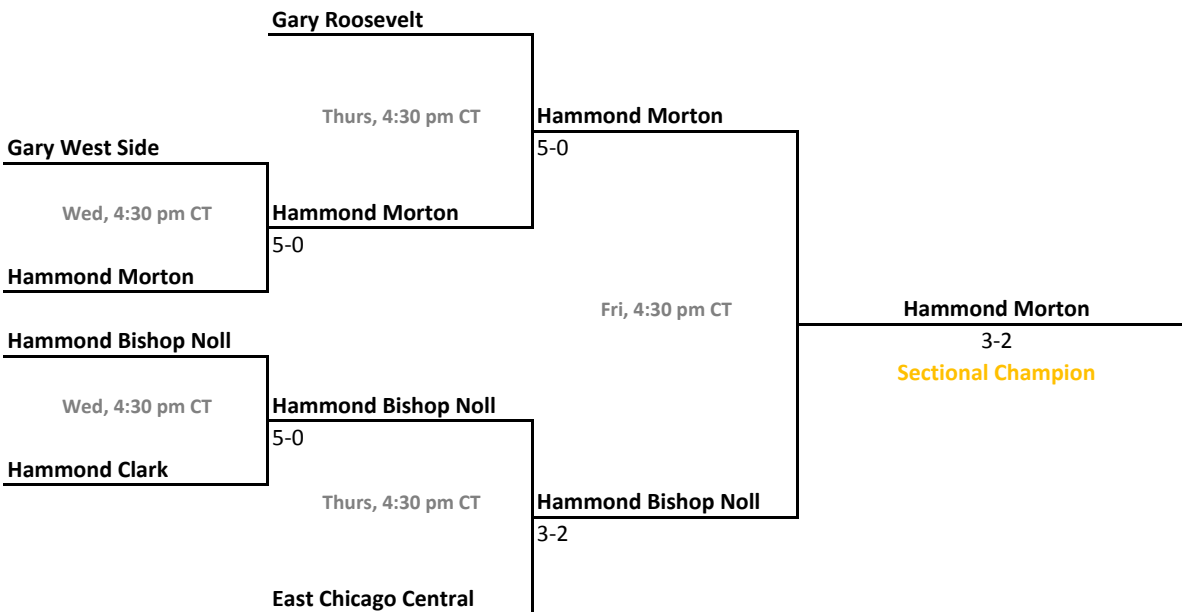 Gary Roosevelt
Thurs, 4:30 pm CT
Hammond Morton
5-0
Gary West Side
Wed, 4:30 pm CT
Hammond Morton
5-0
Hammond Morton
Fri, 4:30 pm CT
Hammond Morton
3-2
Sectional Champion
Hammond Bishop Noll
Wed, 4:30 pm CT
Hammond Bishop Noll
5-0
Hammond Clark
Thurs, 4:30 pm CT
Hammond Bishop Noll
3-2
East Chicago Central